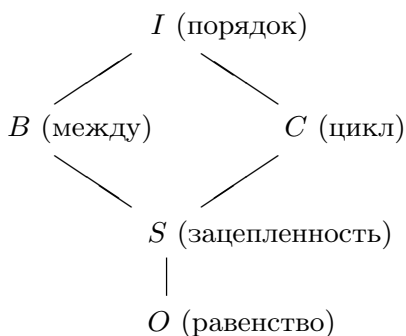 I (порядок)
B (между)
C (цикл)
S (зацепленность)
O (равенство)